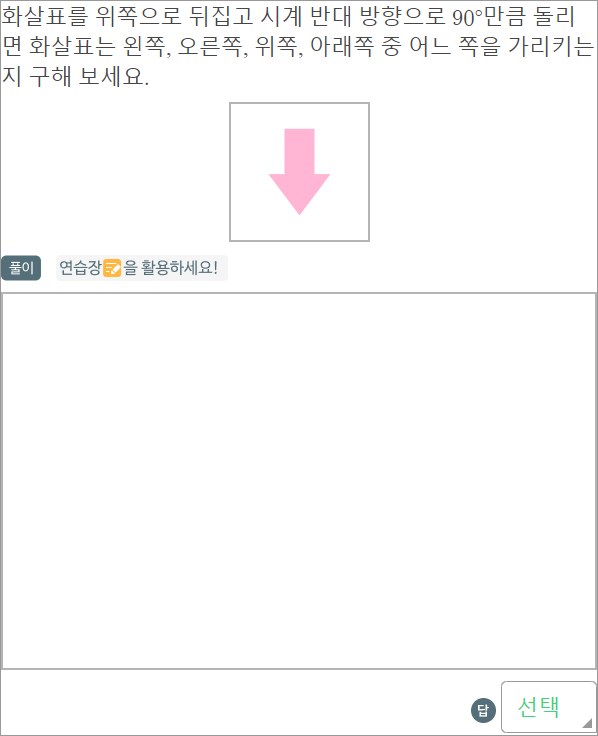 화살표를 위쪽으로 뒤집고 시계 반대 방향으로 90°만큼 돌리
면 화살표는 왼쪽, 오른쪽, 위쪽, 아래쪽 중 어느 쪽을 가리키는
지 구해 보세요.
풀이 연습장을 활용하세요!
답 선택